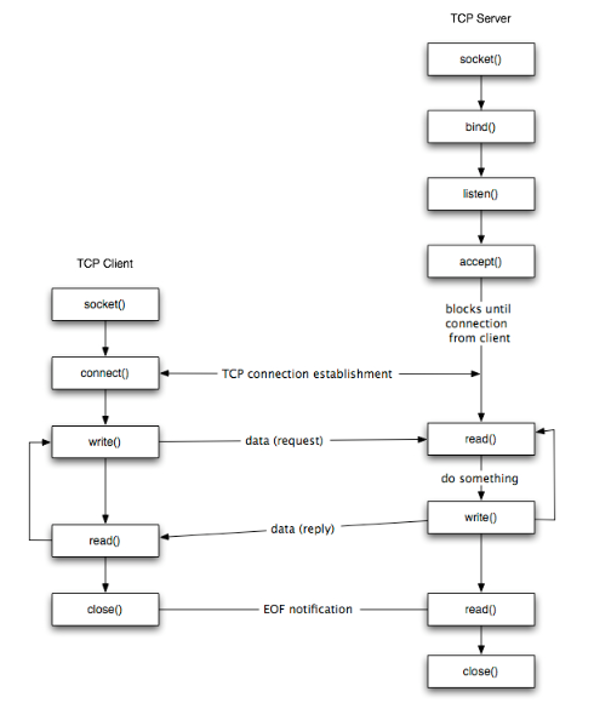 TCP Server
socket()
bind()
listen()
accept()
blocks until
connection
from client
TCP Client
socket()
connect()
TCP connection establishment
write()
data (request)
read()
do something
write()
data (reply)
read()
close()
EOF notification
read()
close()